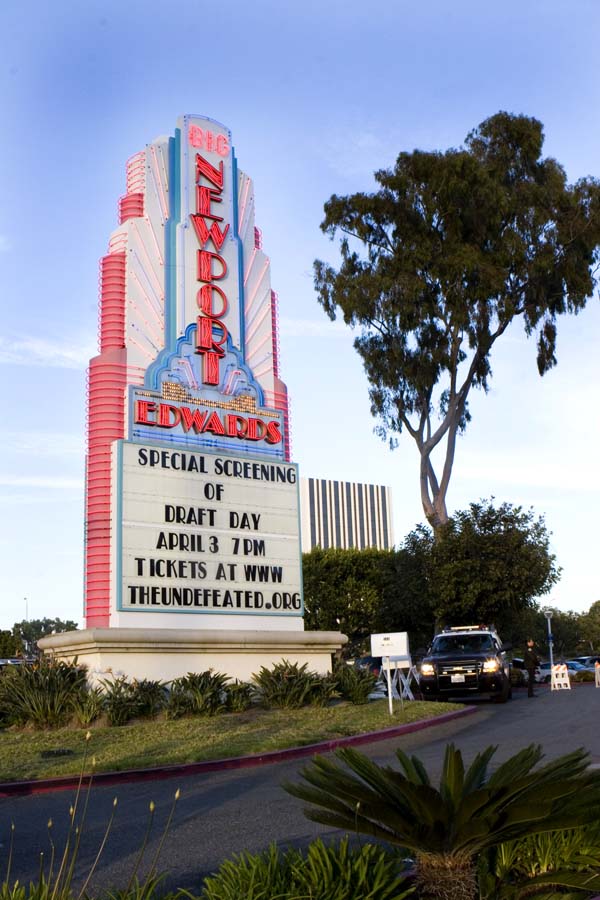 BIG
NEWPORT
EDWARDS
SPECIAL SCREENING
OF
DRAFT DAY
APRIL 3 7PM
TICKETS AT WWW
THEUNDEFEATED.ORG